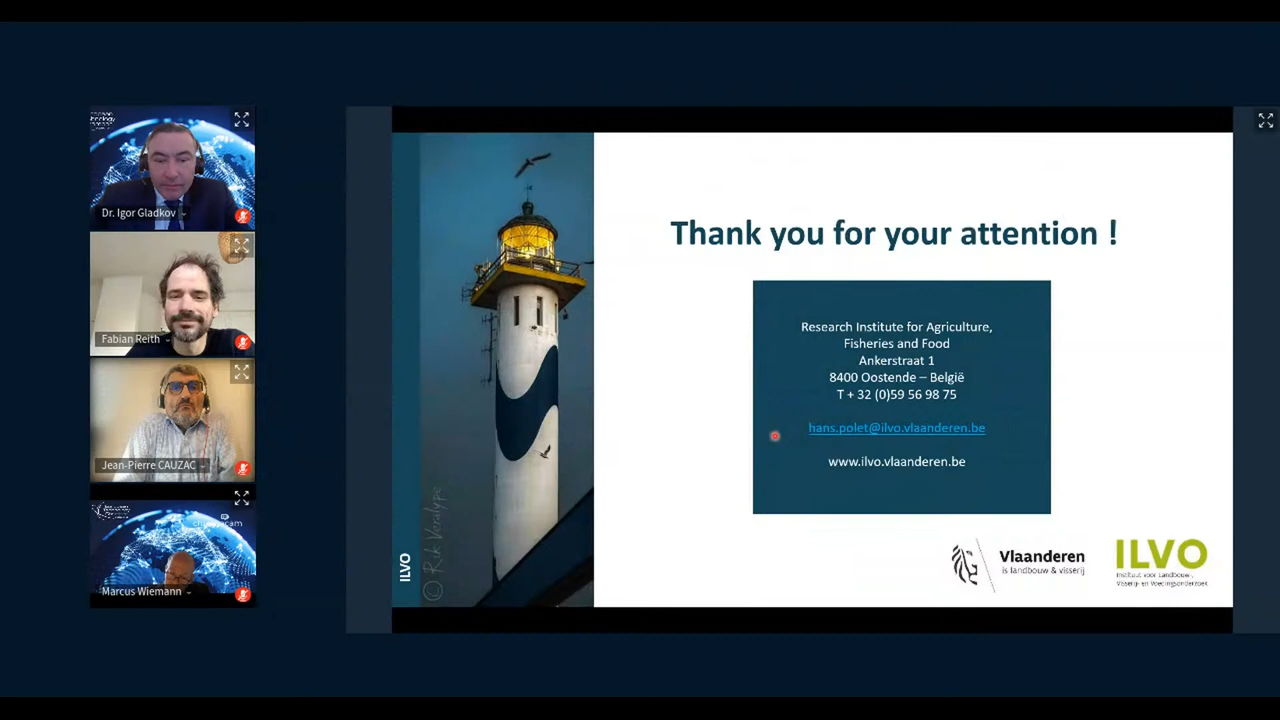 Dr. Igor Gladkov
Fabian Reith
Jean-Pierre CAUZAC
Marcus Wiemann
ILVO
Thank you for your attention !
Research Institute for Agriculture,
Fisheries and Food
Ankerstraat 1
8400 Oostende – België
T + 32 (0)59 56 98 75
hans.polet@ilvo.vlaanderen.be
www.ilvo.vlaanderen.be
Vlaanderen
is landbouw & visserij
ILVO
Instituut voor Landbouw-,
Visserij- en Voedingsonderzoek